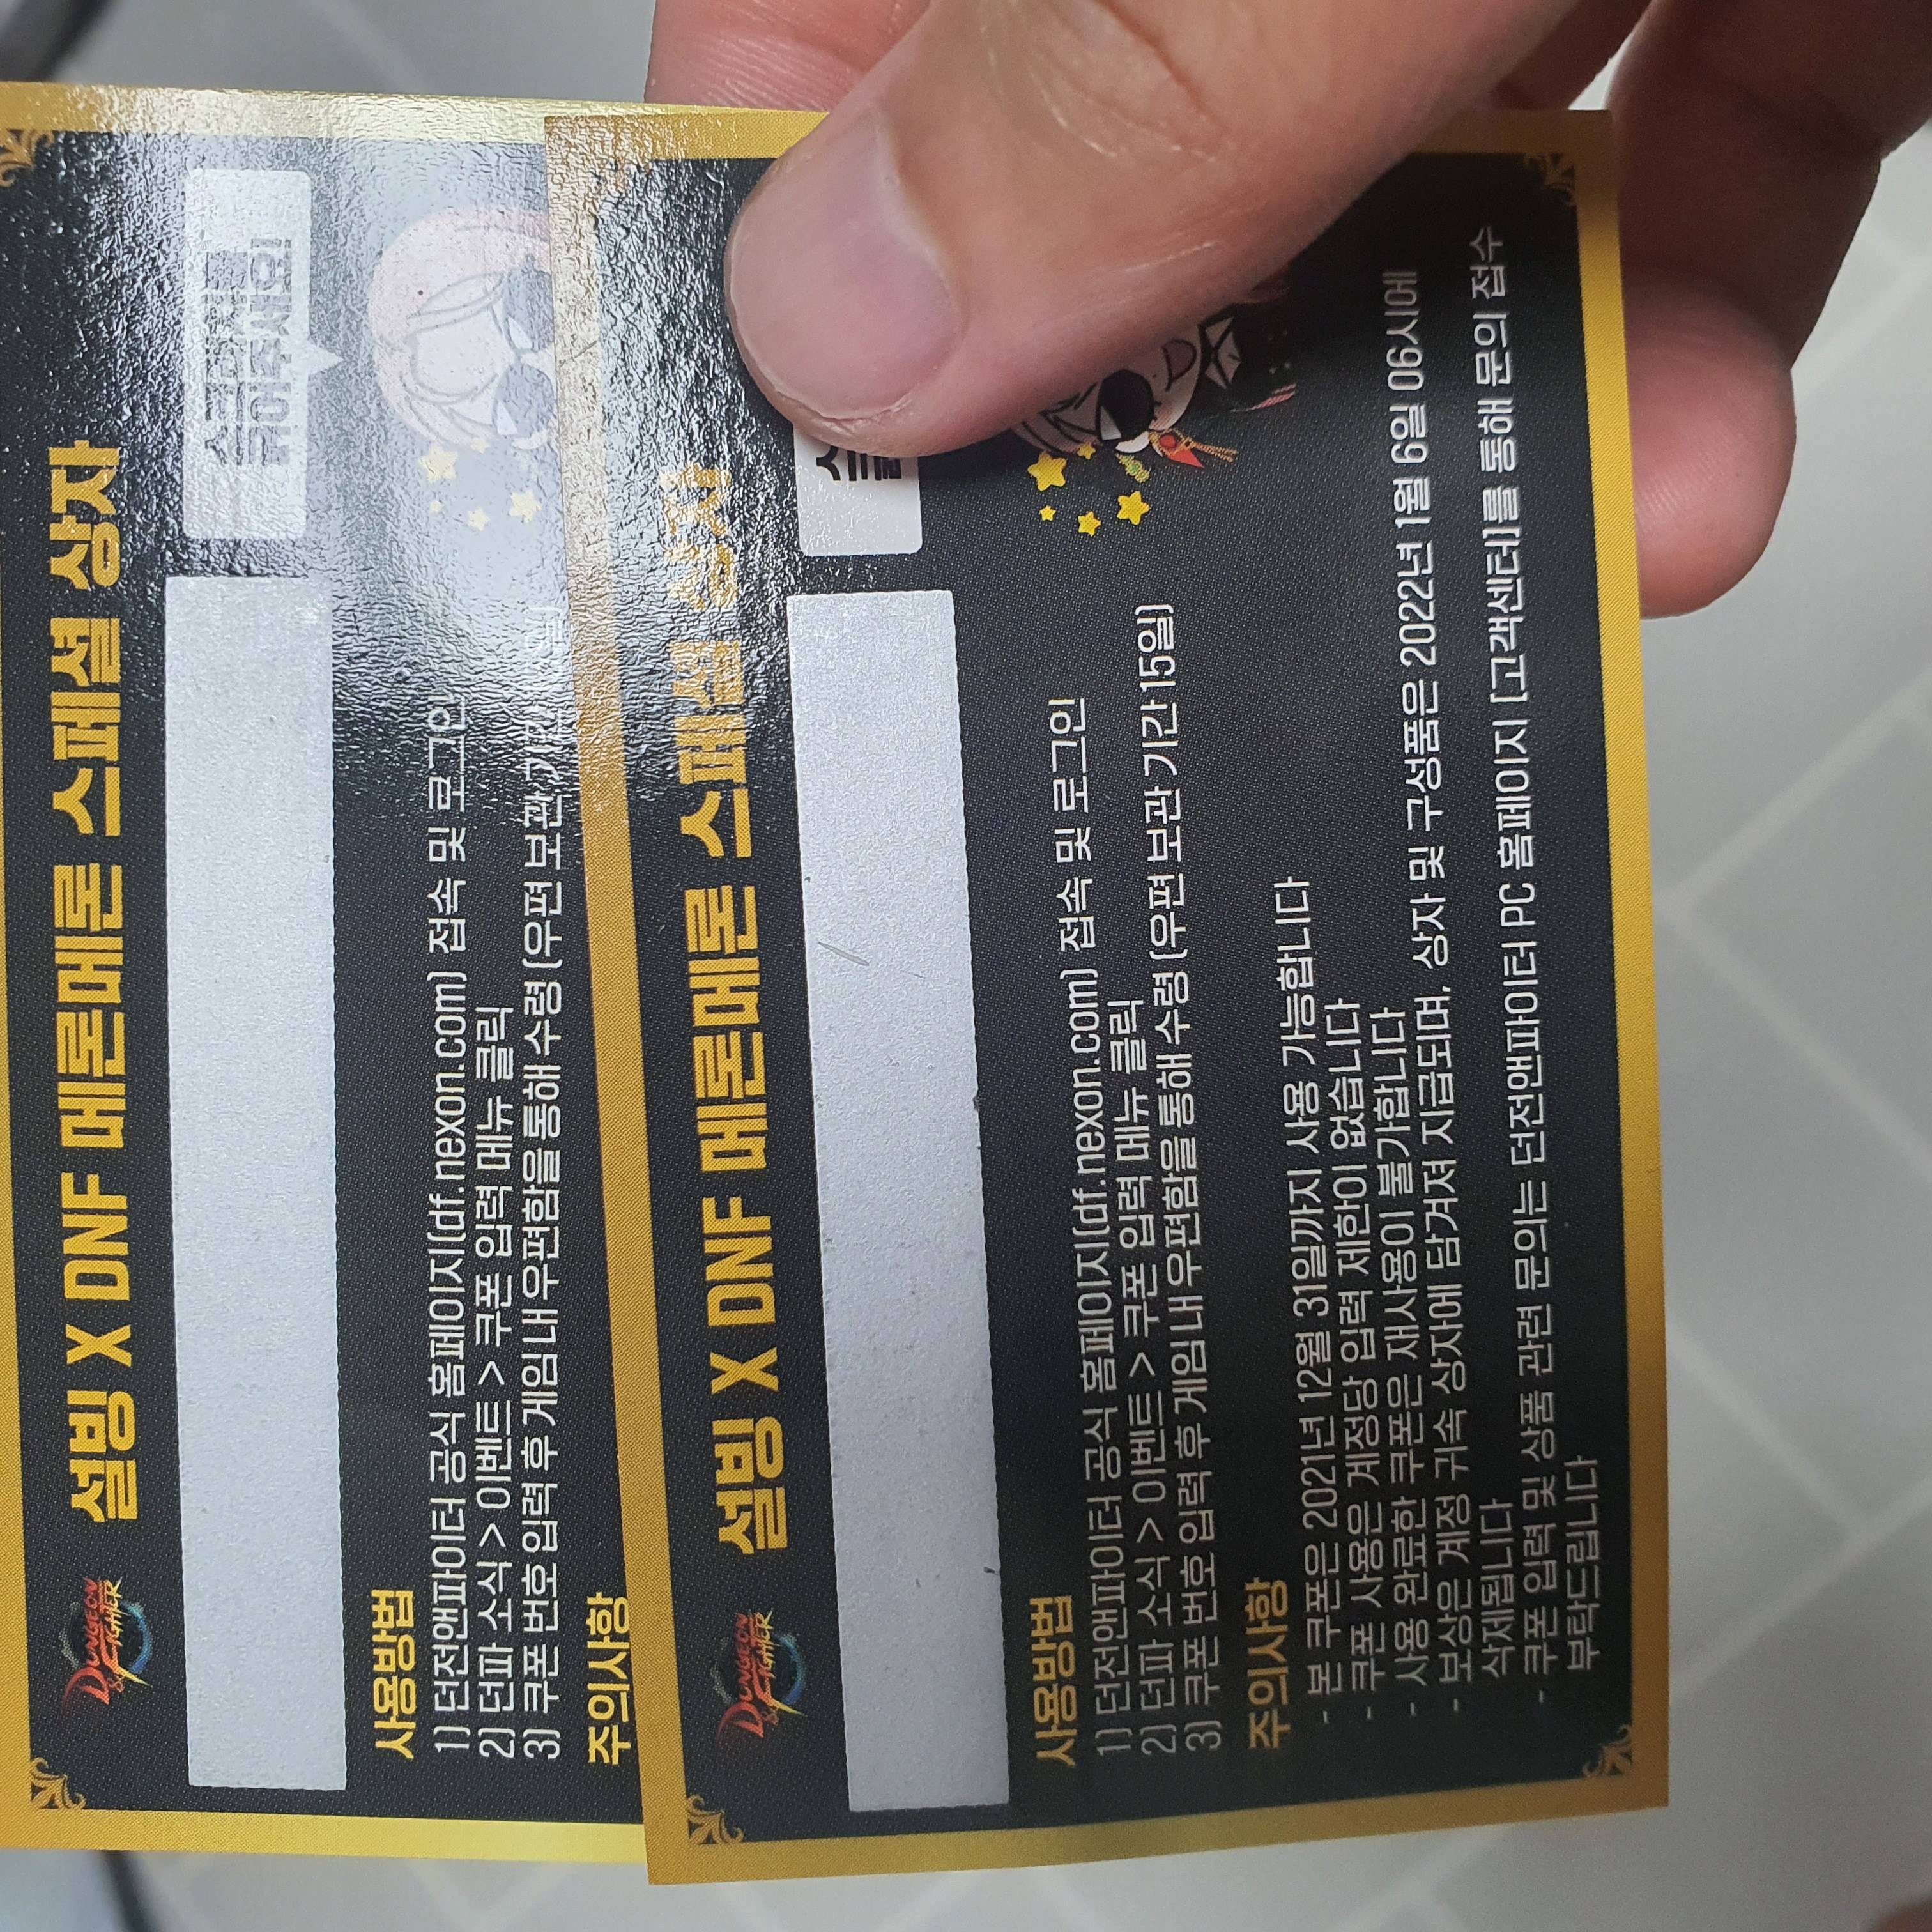 DUNGEON
& FIGHTER
설빙 X DNF 메론메론 스페셜 상자
스크래치를
긁어주세요!
사용방법
1) 던전앤파이터 공식 홈페이지(df.nexon.com) 접속 및 로그인
2) 던파 소식 > 이벤트 > 쿠폰 입력 메뉴 클릭
3) 쿠폰 번호 입력 후 게임 내 우편함을 통해 수령 (우편 보관 기간
주의사항
DUNGEON
& FIGHTER
설빙 X DNF 메론메론 스페셜 상자
사용방법
1) 던전앤파이터 공식 홈페이지(df.nexon.com) 접속 및 로그인
2) 던파 소식 > 이벤트 > 쿠폰 입력 메뉴 클릭
3) 쿠폰 번호 입력 후 게임 내 우편함을 통해 수령 (우편 보관 기간 15일)
주의사항
- 본 쿠폰은 2021년 12월 31일까지 사용 가능합니다
- 쿠폰 사용은 계정당 입력 제한이 없습니다
- 사용 완료한 쿠폰은 재사용이 불가합니다
- 보상은 계정 귀속 상자에 담겨져 지급되며, 상자 및 구성품은 2022년 1월 6일 06시에
삭제됩니다
- 쿠폰 입력 및 상품 관련 문의는 던전앤파이터 PC 홈페이지 [고객센터]를 통해 문의 접수
부탁드립니다